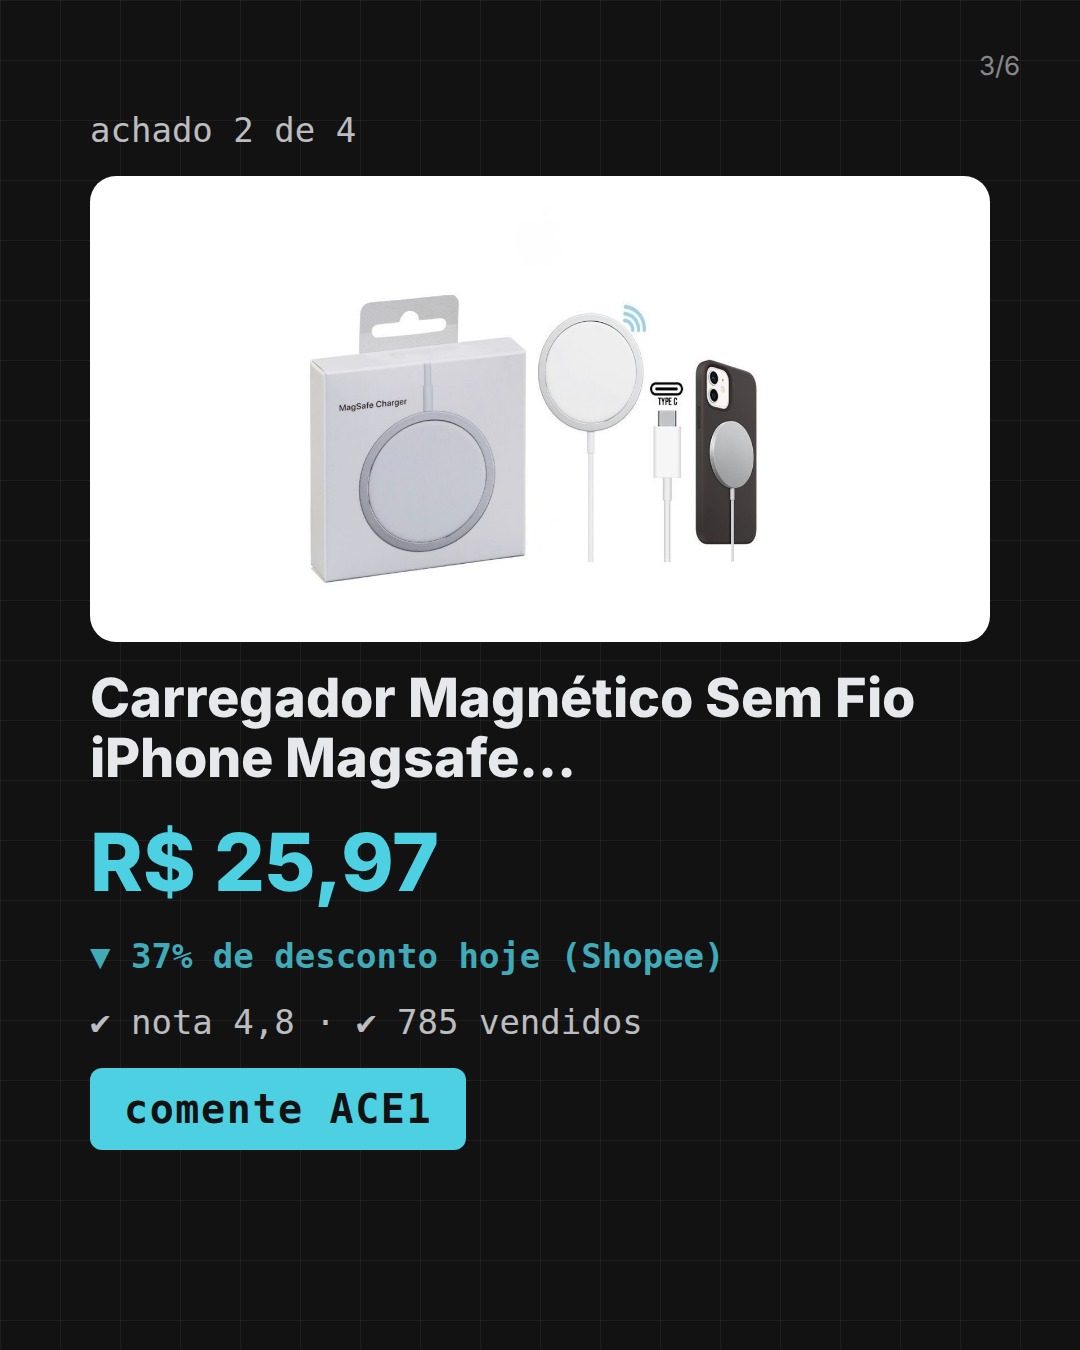 3/6
achado 2 de 4
MagSafe Charger
TYPE C
Carregador Magnético Sem Fio
iPhone Magsafe...
R$ 25,97
▼ 37% de desconto hoje (Shopee)
✔ nota 4,8 · ✔ 785 vendidos
comente ACE1